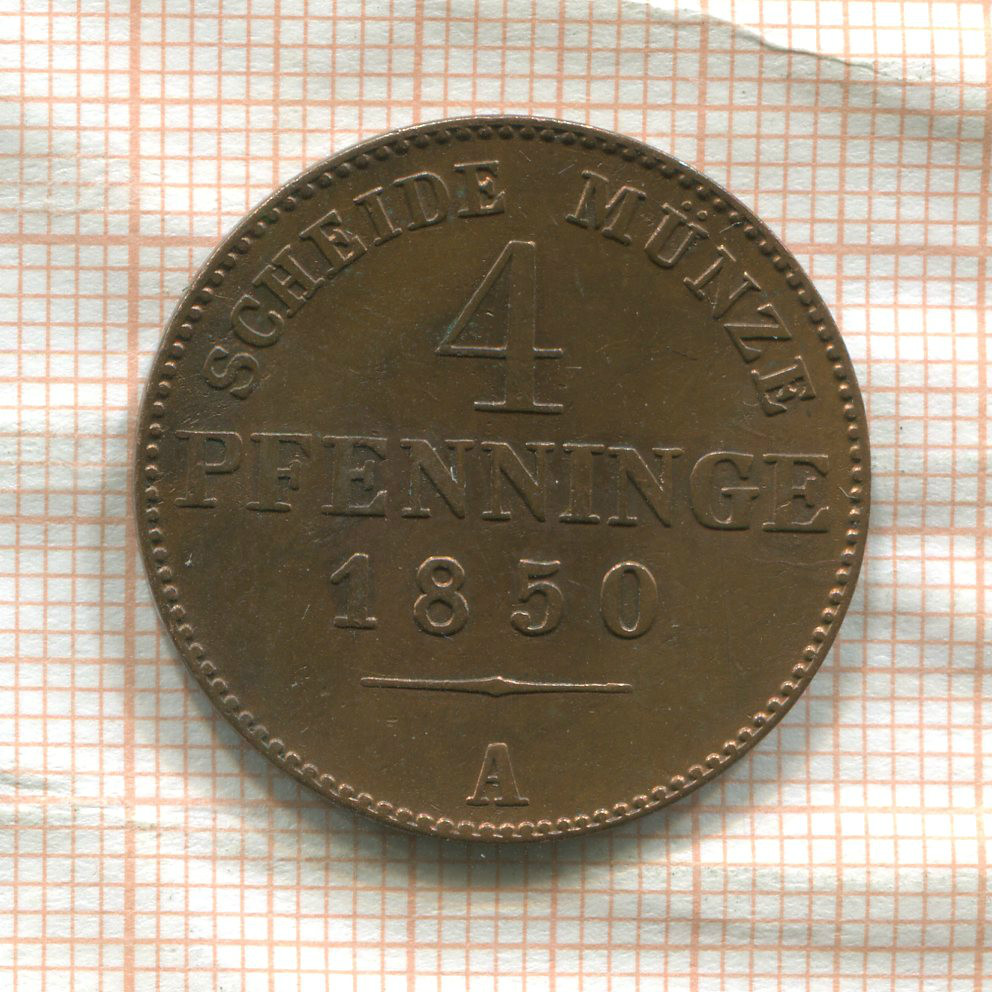 SCHEIDE MÜNZE
4
PFENNINGE
1850
A